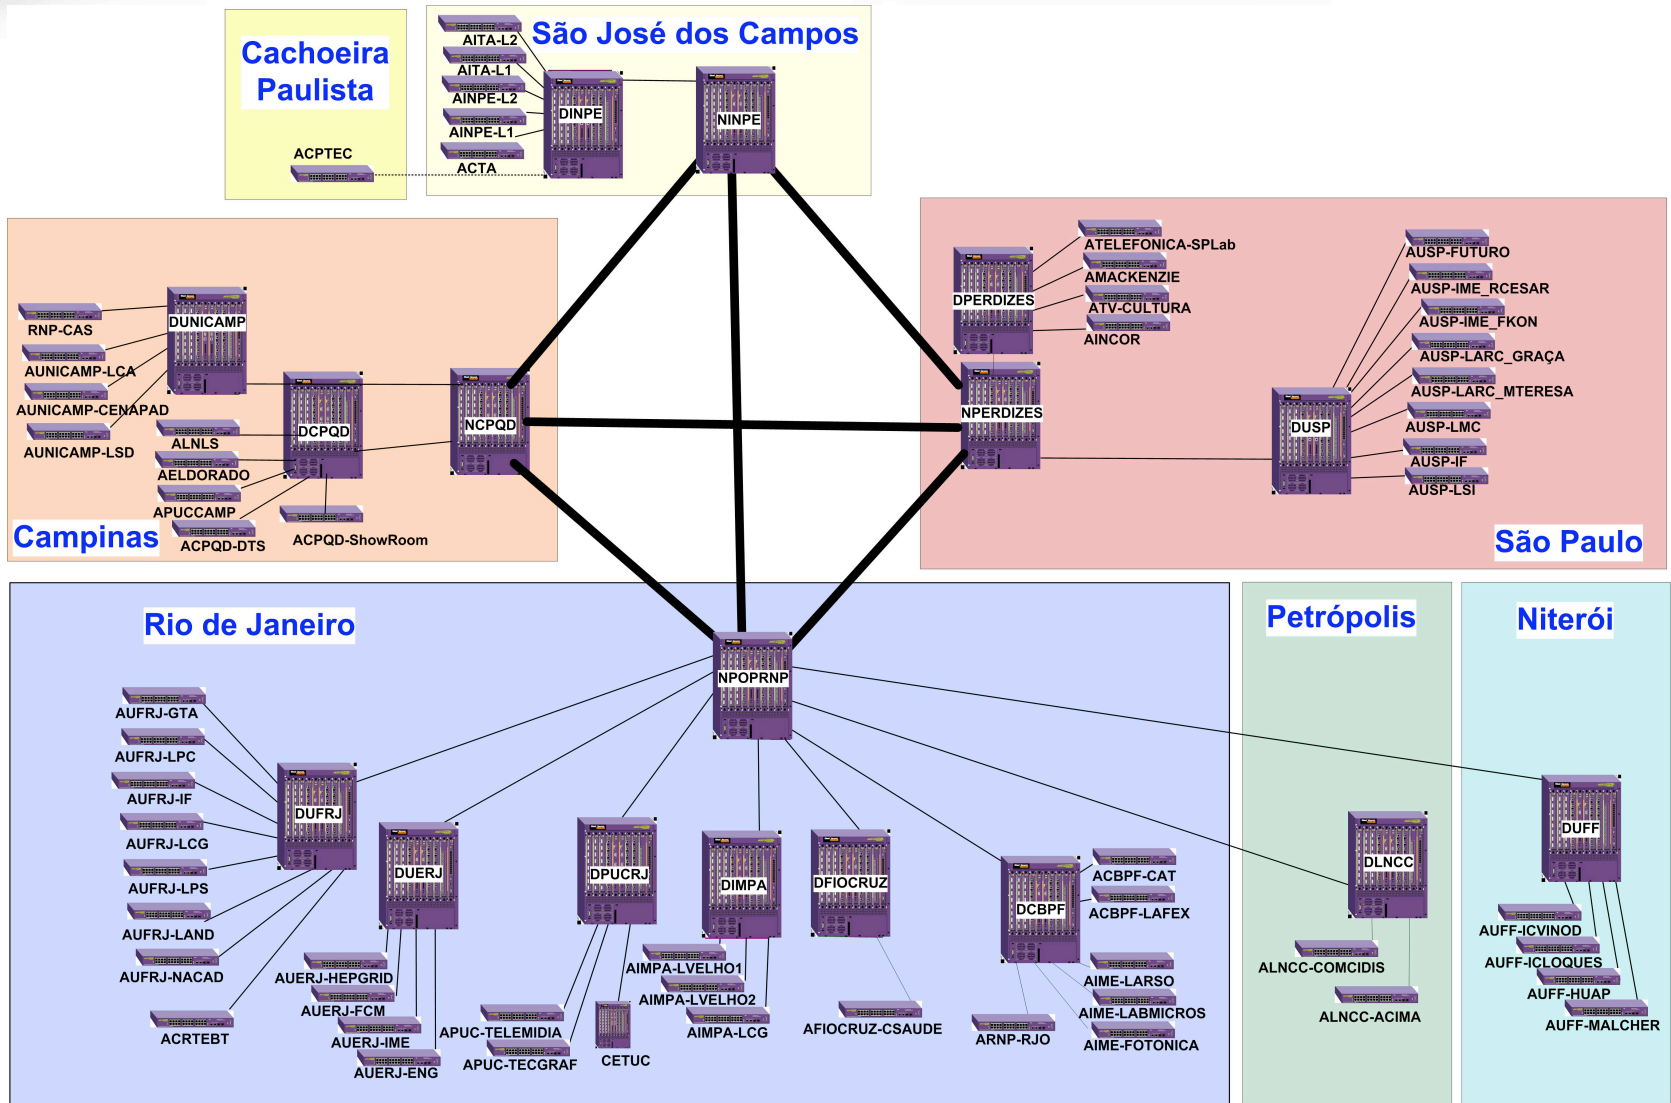 Cachoeira
Paulista
ACPTEC
São José dos Campos
AITA-L2
AITA-L1
AINPE-L2
AINPE-L1
ACTA
DINPE
NINPE
DUNICAMP
RNP-CAS
AUNICAMP-LCA
AUNICAMP-CENAPAD
AUNICAMP-LSD
DCPQD
NCPQD
ALNLS
AELDORADO
APUCCAMP
ACPQD-DTS
ACPQD-ShowRoom
Campinas
DPERDIZES
ATELEFONICA-SPLab
AMACKENZIE
ATV-CULTURA
AINCOR
NPERDIZES
DUSP
AUSP-FUTURO
AUSP-IME_RCESAR
AUSP-IME_FKON
AUSP-LARC_GRAÇA
AUSP-LARC_MTERESA
AUSP-LMC
AUSP-IF
AUSP-LSI
São Paulo
Rio de Janeiro
NPOPRNP
AUFRJ-GTA
AUFRJ-LPC
AUFRJ-IF
AUFRJ-LCG
AUFRJ-LPS
AUFRJ-LAND
AUFRJ-NACAD
ACRTEBT
DUFRJ
DUERJ
AUERJ-HEPGRID
AUERJ-FCM
AUERJ-IME
AUERJ-ENG
DPUCRJ
APUC-TELEMIDIA
APUC-TECGRAF
CETUC
DIMPA
AIMPA-LVELHO1
AIMPA-LVELHO2
AIMPA-LCG
DFIOCRUZ
AFIOCRUZ-CSAUDE
DCBPF
ACBPF-CAT
ACBPF-LAFEX
AIME-LARSO
AIME-LABMICROS
AIME-FOTONICA
ARNP-RJO
Petrópolis
DLNCC
ALNCC-COMCIDIS
ALNCC-ACIMA
Niterói
DUFF
AUFF-ICVINOD
AUFF-ICLOQUES
AUFF-HUAP
AUFF-MALCHER